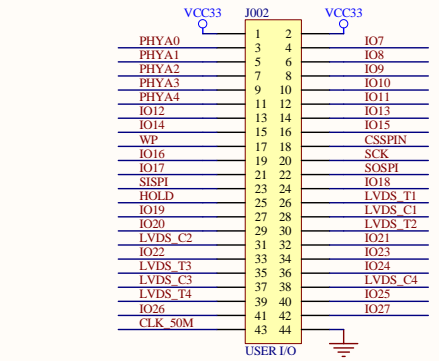 VCC33 J002 VCC33
1 2
PHYA0 3 4 IO7
PHYA1 5 6 IO8
PHYA2 7 8 IO9
PHYA3 9 10 IO10
PHYA4 11 12 IO11
IO12 13 14 IO13
IO14 15 16 IO15
WP 17 18 CSSPIN
IO16 19 20 SCK
IO17 21 22 SOSPI
SISPI 23 24 IO18
HOLD 25 26 LVDS_T1
IO19 27 28 LVDS_C1
IO20 29 30 LVDS_T2
LVDS_C2 31 32 IO21
IO22 33 34 IO23
LVDS_T3 35 36 IO24
LVDS_C3 37 38 LVDS_C4
LVDS_T4 39 40 IO25
IO26 41 42 IO27
CLK_50M 43 44
USER I/O